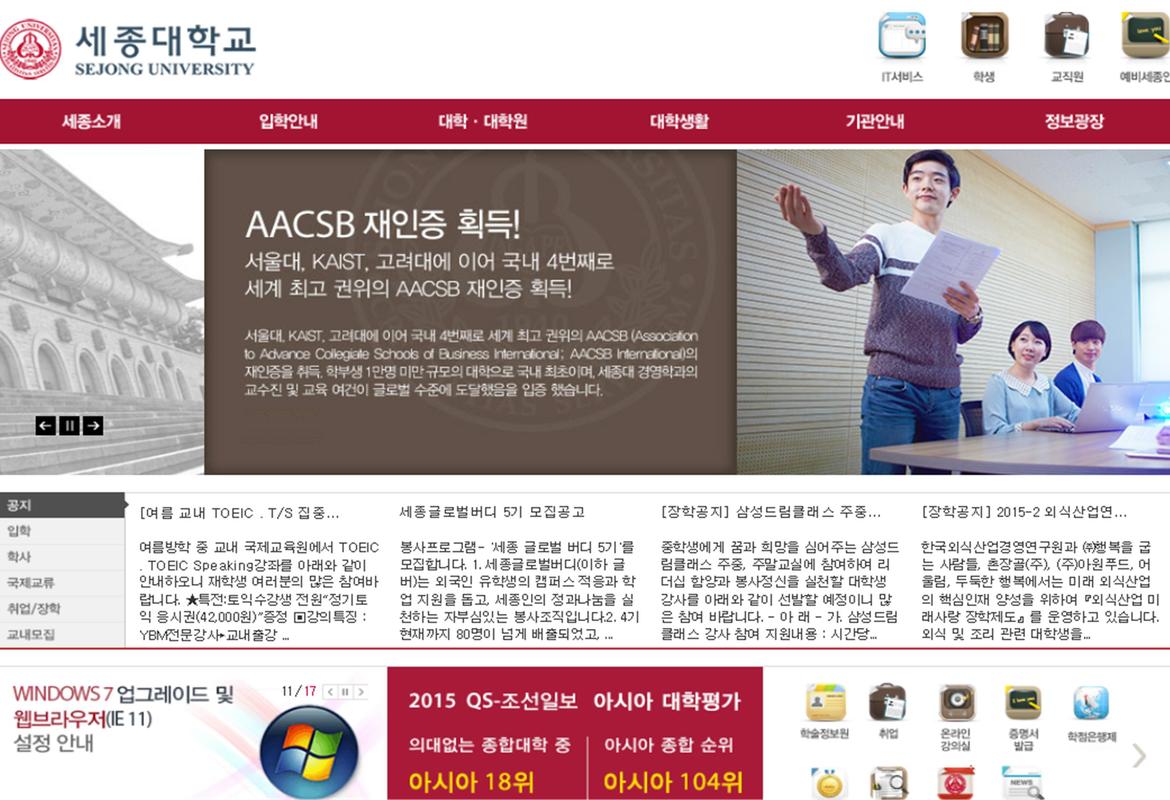 세종대학교
SEJONG UNIVERSITY
IT서비스
학생
교직원
예비세종인
세종소개
입학안내
대학 · 대학원
대학생활
기관안내
정보광장
AACSB 재인증 획득!
서울대, KAIST, 고려대에 이어 국내 4번째로
세계 최고 권위의 AACSB 재인증 획득!
서울대, KAIST, 고려대에 이어 국내 4번째로 세계 최고 권위의 AACSB (Association
to Advance Collegiate Schools of Business International; AACSB International)의
재인증을 취득. 학부생 1만명 미만 규모의 대학으로 국내 최초이며, 세종대 경영학과의
교수진 및 교육 여건이 글로벌 수준에 도달했음을 입증 했습니다.
공지
입학
학사
국제교류
취업/장학
교내모집
[여름 교내 TOEIC . T/S 집중...
여름방학 중 교내 국제교육원에서 TOEIC
. TOEIC Speaking강좌를 아래와 같이
안내하오니 재학생 여러분의 많은 참여바
랍니다. ★특전:토익수강생 전원“정기토
익 응시권(42,000원)”증정 ▣강의특징 :
YBM전문강사▸교내출강 ...
세종글로벌버디 5기 모집공고
봉사프로그램- '세종 글로벌 버디 5기'를
모집합니다. 1. 세종글로벌버디(이하 글
버)는 외국인 유학생의 캠퍼스 적응과 학
업 지원을 돕고, 세종인의 정과나눔을 실
천하는 자부심있는 봉사조직입니다.2. 4기
현재까지 80명이 넘게 배출되었고, ...
[장학공지] 삼성드림클래스 주중...
중학생에게 꿈과 희망을 심어주는 삼성드
림클래스 주중, 주말교실에 참여하여 리
더십 함양과 봉사정신을 실천할 대학생
강사를 아래와 같이 선발할 예정이니 많
은 참여 바랍니다. - 아 래 - 가. 삼성드림
클래스 강사 참여 지원내용 : 시간당...
[장학공지] 2015-2 외식산업연...
한국외식산업경영연구원과 ㈜행복을 굽
는 사람들, 촌장골(주), (주)아원푸드, 어
울림, 두둑한 행복에서는 미래 외식산업
의 핵심인재 양성을 위하여 『외식산업 미
래사랑 장학제도』를 운영하고 있습니다.
외식 및 조리 관련 대학생을...
WINDOWS 7 업그레이드 및
웹브라우저(IE 11)
설정 안내
11/17
2015 QS-조선일보 아시아 대학평가
의대없는 종합대학 중
아시아 18위
아시아 종합 순위
아시아 104위
학술정보원
취업
온라인
강의실
증명서
발급
학점은행제
NEWS